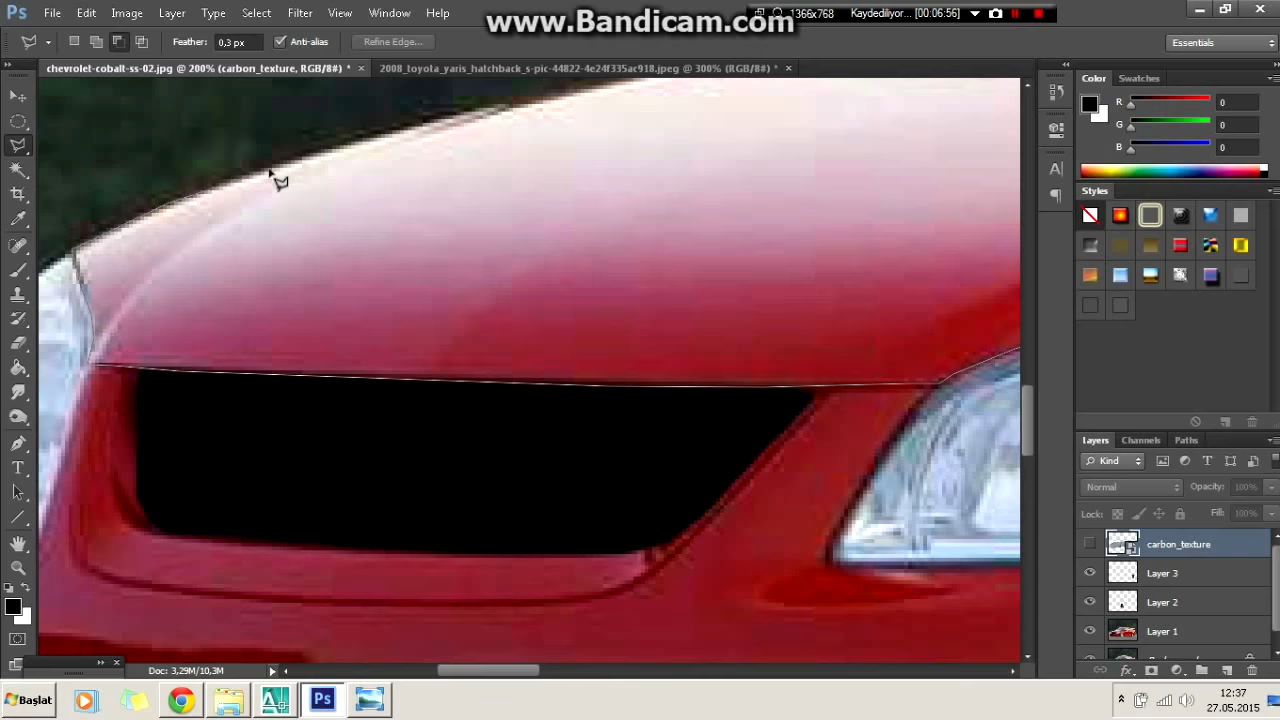 www.Bandicam.com
1366x768 Kaydediliyor... (00:06:56)
Ps File Edit Image Layer Type Select Filter View Window Help
Feather: 0,3 px Anti-alias Refine Edge... Essentials
chevrolet-cobalt-ss-02.jpg @ 200% (carbon_texture, RGB/8#) * ×
2008_toyota_yaris_hatchback_s-pic-44822-4e24f335ac918.jpeg @ 300% (RGB/8#) * ×
Color Swatches
R 0
G 0
B 0
Styles
Layers Channels Paths
Kind
Normal Opacity: 100%
Lock: Fill: 100%
carbon_texture
Layer 3
Layer 2
Layer 1
Doc: 3,29M/10,3M
Başlat Ps
12:37
27.05.2015